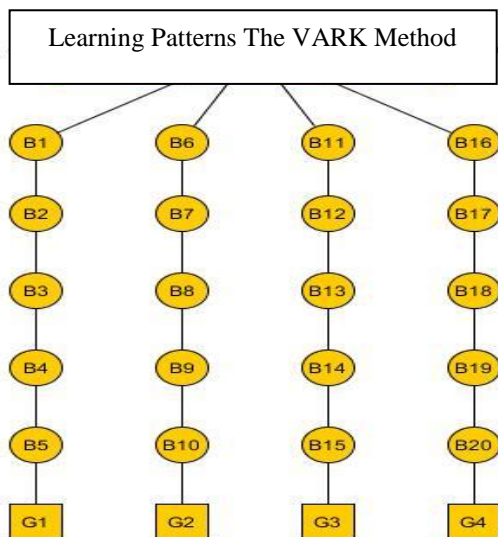 Learning Patterns The VARK Method
B1 B6 B11 B16
B2 B7 B12 B17
B3 B8 B13 B18
B4 B9 B14 B19
B5 B10 B15 B20
G1 G2 G3 G4